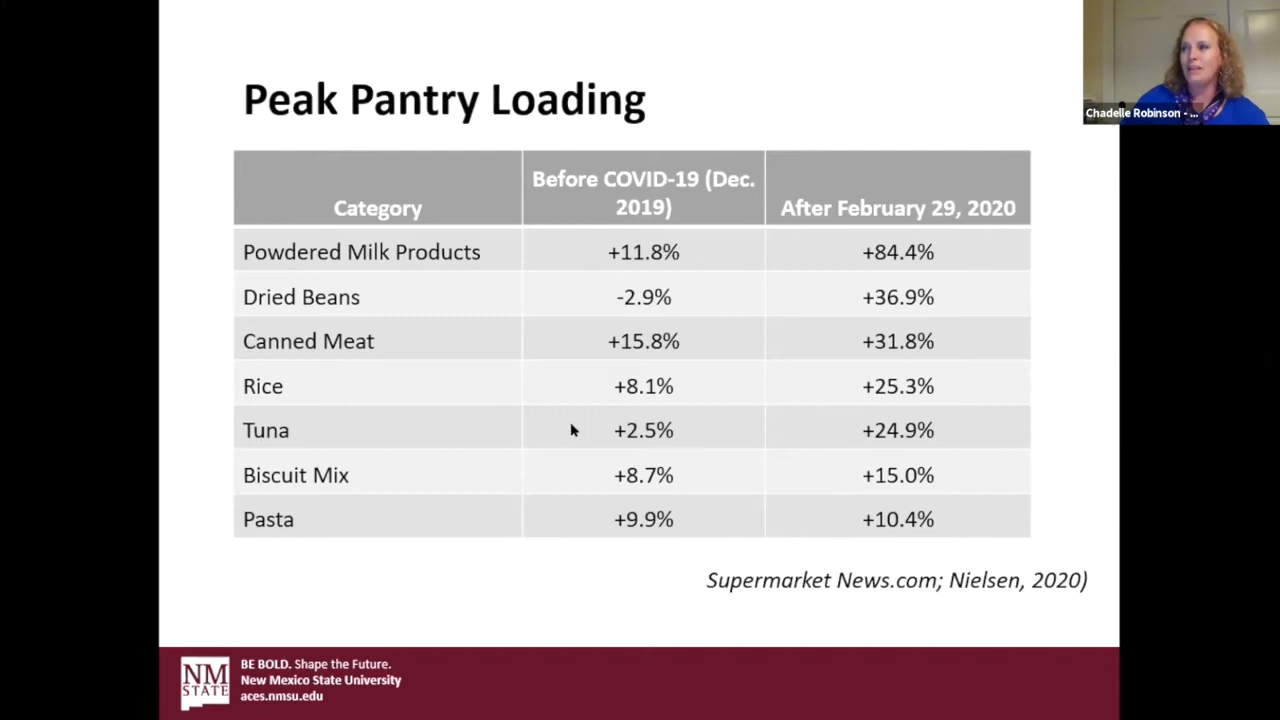 Peak Pantry Loading
Chadelle Robinson - ...
Category
Before COVID-19 (Dec.
2019)
After February 29, 2020
Powdered Milk Products +11.8% +84.4%
Dried Beans -2.9% +36.9%
Canned Meat +15.8% +31.8%
Rice +8.1% +25.3%
Tuna +2.5% +24.9%
Biscuit Mix +8.7% +15.0%
Pasta +9.9% +10.4%
Supermarket News.com; Nielsen, 2020)
NM
STATE
BE BOLD. Shape the Future.
New Mexico State University
aces.nmsu.edu